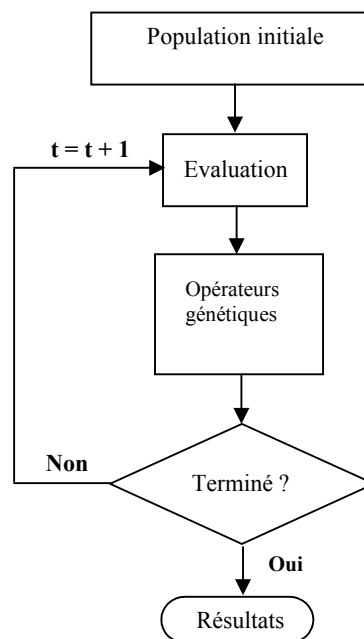 Population initiale
t = t + 1
Evaluation
Opérateurs
génétiques
Non
Terminé ?
Oui
Résultats